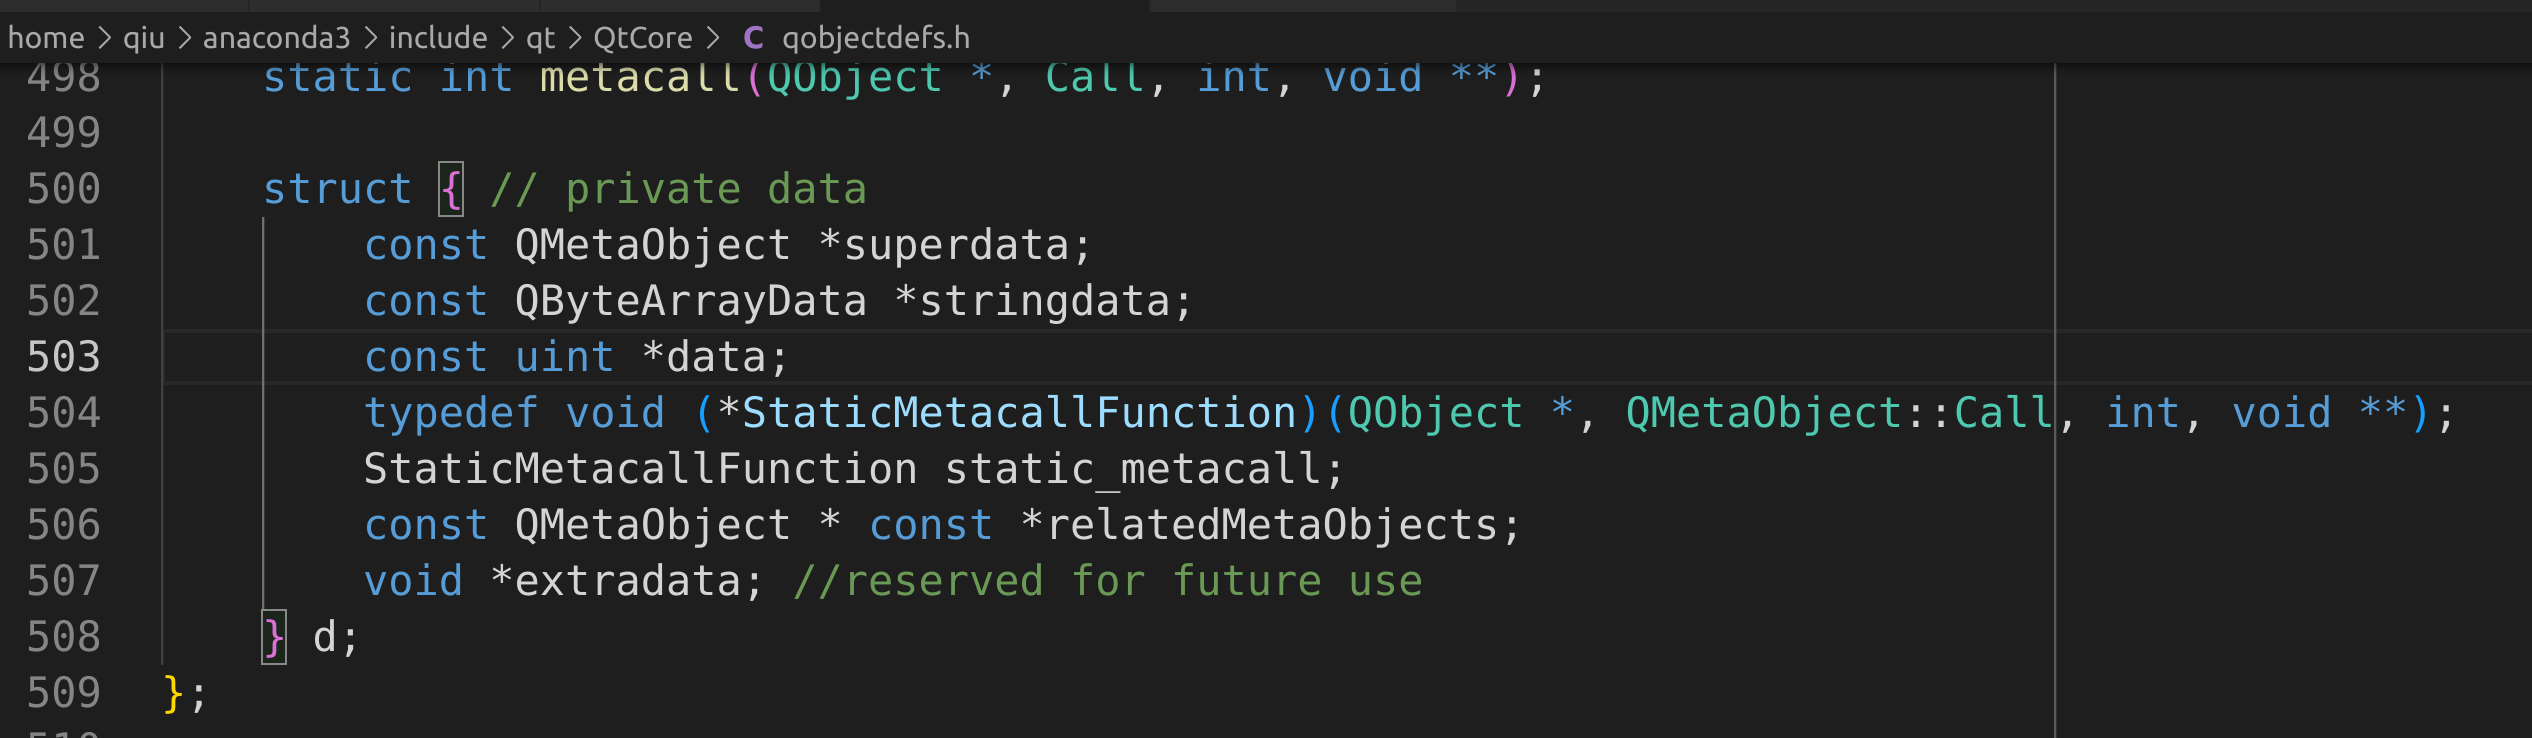 home > qiu > anaconda3 > include > qt > QtCore > C qobjectdefs.h
498 static int metacall(QObject *, Call, int, void **);
499
500 struct { // private data
501 const QMetaObject *superdata;
502 const QByteArrayData *stringdata;
503 const uint *data;
504 typedef void (*StaticMetacallFunction)(QObject *, QMetaObject::Call, int, void **);
505 StaticMetacallFunction static_metacall;
506 const QMetaObject * const *relatedMetaObjects;
507 void *extradata; //reserved for future use
508 } d;
509 };